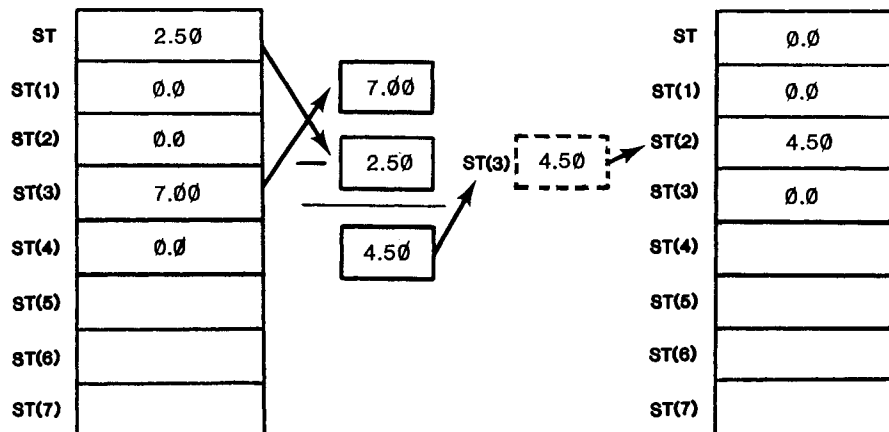 ST 2.50
ST(1) 0.0
ST(2) 0.0
ST(3) 7.00
ST(4) 0.0
ST(5)
ST(6)
ST(7)
7.00
— 2.50
4.50
ST(3) 4.50
ST 0.0
ST(1) 0.0
ST(2) 4.50
ST(3) 0.0
ST(4)
ST(5)
ST(6)
ST(7)